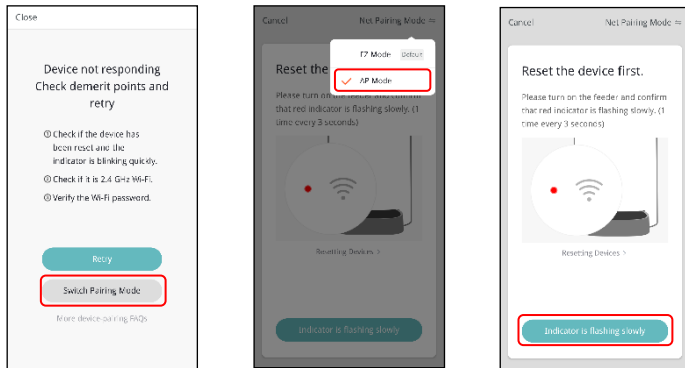 Close
Device not responding
Check demerit points and
retry
① Check if the device has
been reset and the
indicator is blinking quickly.
② Check if it is 2.4 GHz Wi-Fi.
③ Verify the Wi-Fi password.
Retry
Switch Pairing Mode
More device-pairing FAQs
Cancel
Net Pairing Mode ⇋
EZ Mode Default
✓ AP Mode
Reset the
Please turn on the feeder and confirm
that red indicator is flashing slowly. (1
time every 3 seconds)
Resetting Devices >
Indicator is flashing slowly
Cancel
Net Pairing Mode ⇋
Reset the device first.
Please turn on the feeder and confirm
that red indicator is flashing slowly. (1
time every 3 seconds)
Resetting Devices >
Indicator is flashing slowly